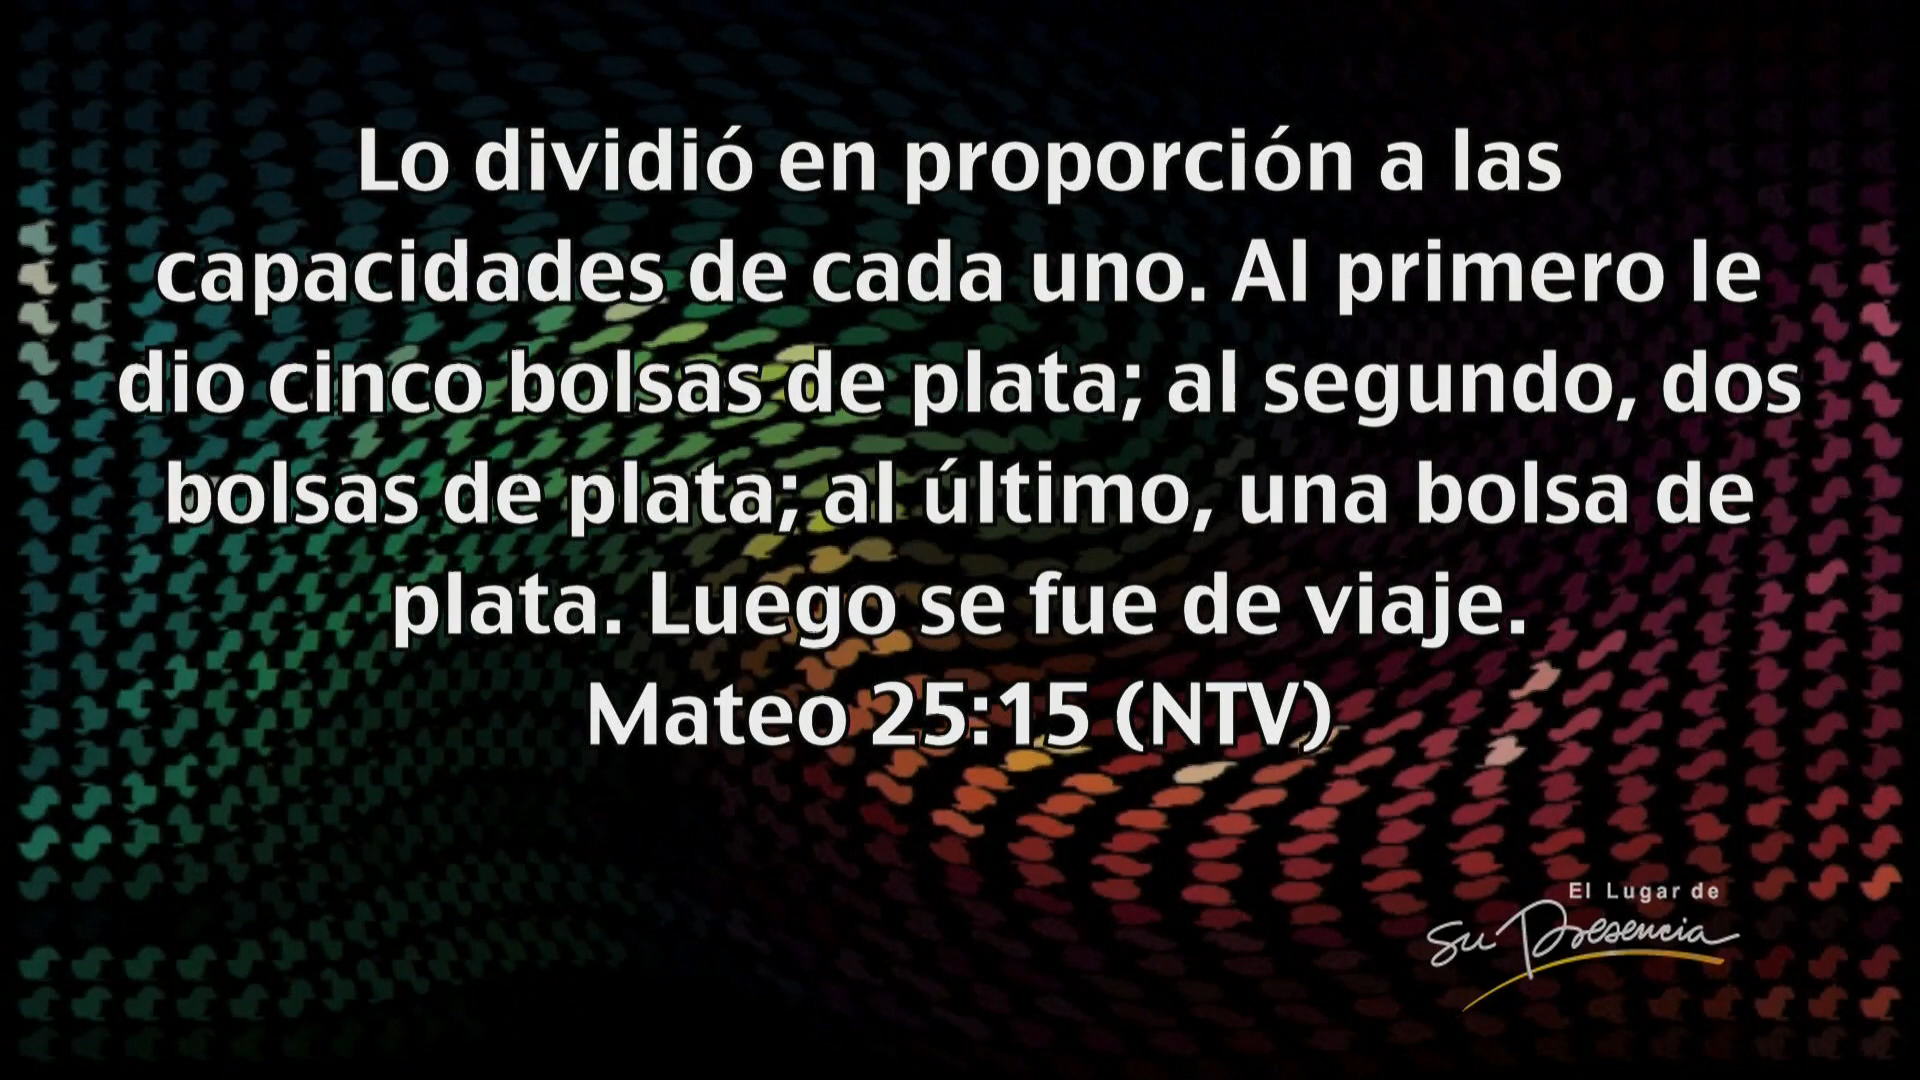 Lo dividió en proporción a las
capacidades de cada uno. Al primero le
dio cinco bolsas de plata; al segundo, dos
bolsas de plata; al último, una bolsa de
plata. Luego se fue de viaje.
Mateo 25:15 (NTV)
El Lugar de
Su Presencia